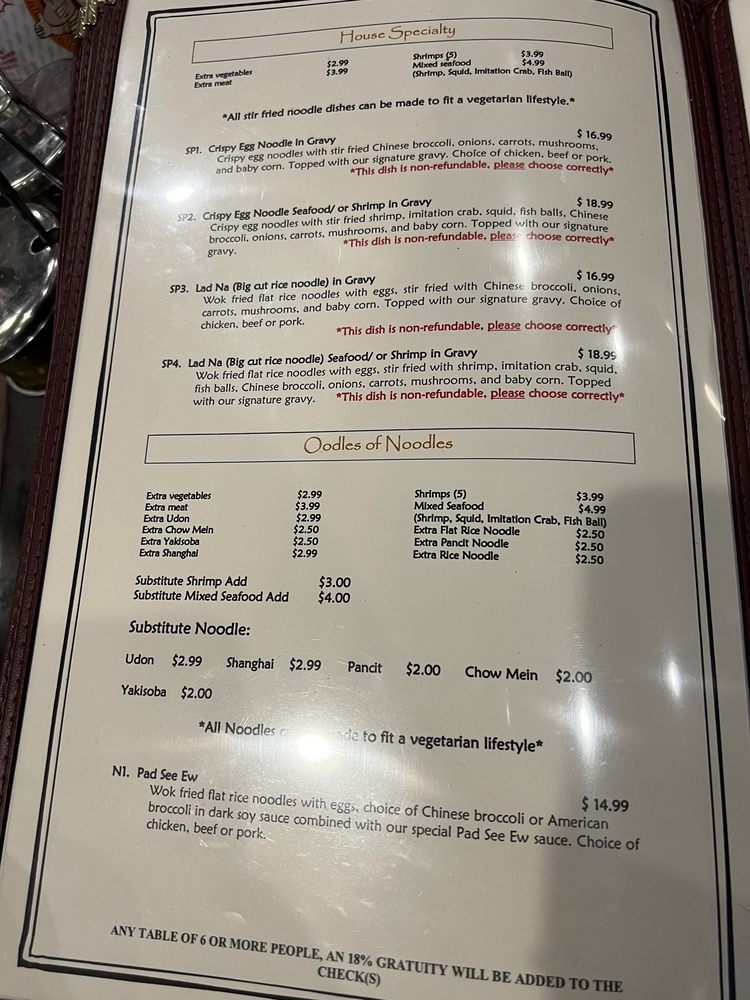 House Specialty
Extra vegetables $2.99 Shrimps (5) $3.99
Extra meat $3.99 Mixed seafood $4.99
(Shrimp, Squid, Imitation Crab, Fish Ball)
*All stir fried noodle dishes can be made to fit a vegetarian lifestyle.*
SP1. Crispy Egg Noodle in Gravy $ 16.99
Crispy egg noodles with stir fried Chinese broccoli, onions, carrots, mushrooms,
and baby corn. Topped with our signature gravy. Choice of chicken, beef or pork.
*This dish is non-refundable, please choose correctly*
SP2. Crispy Egg Noodle Seafood/ or Shrimp in Gravy $ 18.99
Crispy egg noodles with stir fried shrimp, imitation crab, squid, fish balls, Chinese
broccoli, onions, carrots, mushrooms, and baby corn. Topped with our signature
gravy. *This dish is non-refundable, please choose correctly*
SP3. Lad Na (Big cut rice noodle) in Gravy $ 16.99
Wok fried flat rice noodles with eggs, stir fried with Chinese broccoli, onions,
carrots, mushrooms, and baby corn. Topped with our signature gravy. Choice of
chicken, beef or pork. *This dish is non-refundable, please choose correctly*
SP4. Lad Na (Big cut rice noodle) Seafood/ or Shrimp in Gravy $ 18.99
Wok fried flat rice noodles with eggs, stir fried with shrimp, imitation crab, squid,
fish balls, Chinese broccoli, onions, carrots, mushrooms, and baby corn. Topped
with our signature gravy. *This dish is non-refundable, please choose correctly*
Oodles of Noodles
Extra vegetables $2.99 Shrimps (5) $3.99
Extra meat $3.99 Mixed Seafood $4.99
Extra Udon $2.99 (Shrimp, Squid, Imitation Crab, Fish Ball)
Extra Chow Mein $2.50 Extra Flat Rice Noodle $2.50
Extra Yakisoba $2.50 Extra Pancit Noodle $2.50
Extra Shanghai $2.99 Extra Rice Noodle $2.50
Substitute Shrimp Add $3.00
Substitute Mixed Seafood Add $4.00
Substitute Noodle:
Udon $2.99 Shanghai $2.99 Pancit $2.00 Chow Mein $2.00
Yakisoba $2.00
*All Noodles to fit a vegetarian lifestyle*
N1. Pad See Ew $ 14.99
Wok fried flat rice noodles with eggs, choice of Chinese broccoli or American
broccoli in dark soy sauce combined with our special Pad See Ew sauce. Choice of
chicken, beef or pork.
ANY TABLE OF 6 OR MORE PEOPLE, AN 18% GRATUITY WILL BE ADDED TO THE
CHECK(S)